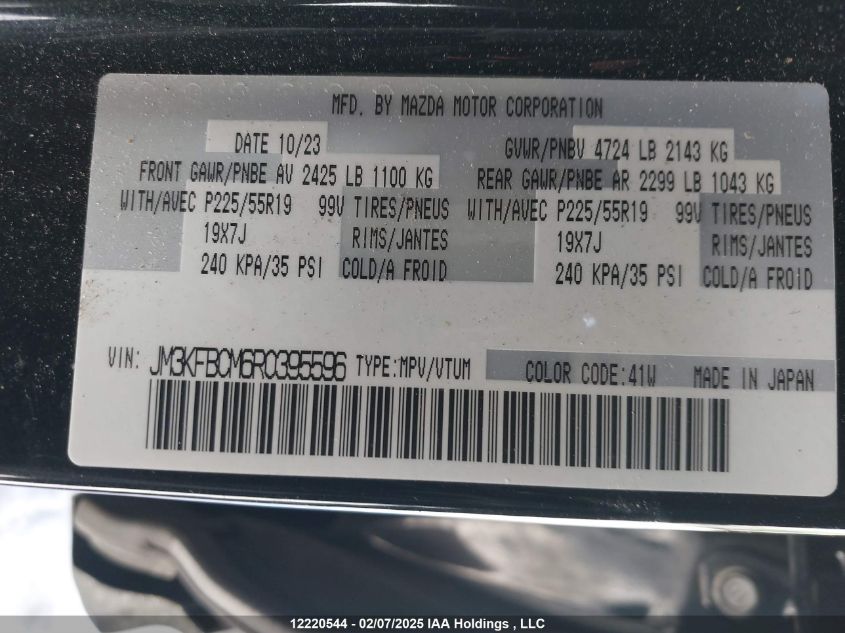 MFD. BY MAZDA MOTOR CORPORATION
DATE 10/23 GVWR/PNBV 4724 LB 2143 KG
FRONT GAWR/PNBE AV 2425 LB 1100 KG REAR GAWR/PNBE AR 2299 LB 1043 KG
WITH/AVEC P225/55R19 99V TIRES/PNEUS WITH/AVEC P225/55R19 99V TIRES/PNEUS
19X7J RIMS/JANTES 19X7J RIMS/JANTES
240 KPA/35 PSI COLD/A FROID 240 KPA/35 PSI COLD/A FROID
VIN: JM3KFBCM6R0395596 TYPE:MPV/VTUM COLOR CODE:41W MADE IN JAPAN
12220544 - 02/07/2025 IAA Holdings , LLC